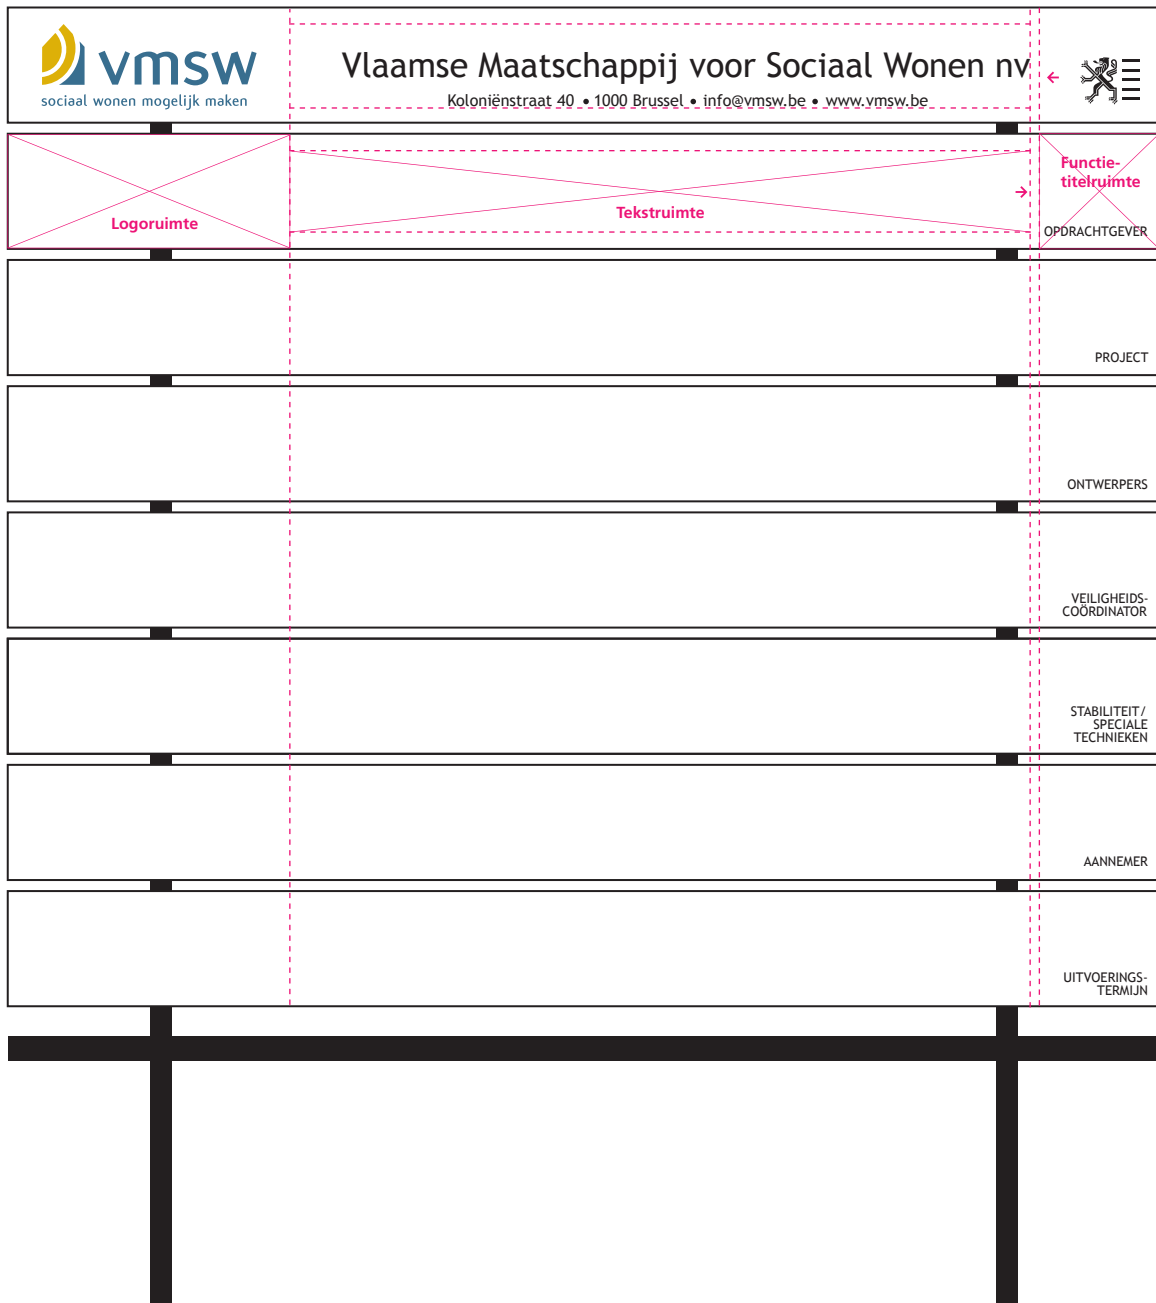 vmsw
sociaal wonen mogelijk maken
Vlaamse Maatschappij voor Sociaal Wonen nv
Koloniënstraat 40 • 1000 Brussel • info@vmsw.be • www.vmsw.be
Logoruimte
Tekstruimte
Functie-
titelruimte
OPDRACHTGEVER
PROJECT
ONTWERPERS
VEILIGHEIDS-
COÖRDINATOR
STABILITEIT/
SPECIALE
TECHNIEKEN
AANNEMER
UITVOERINGS-
TERMIJN